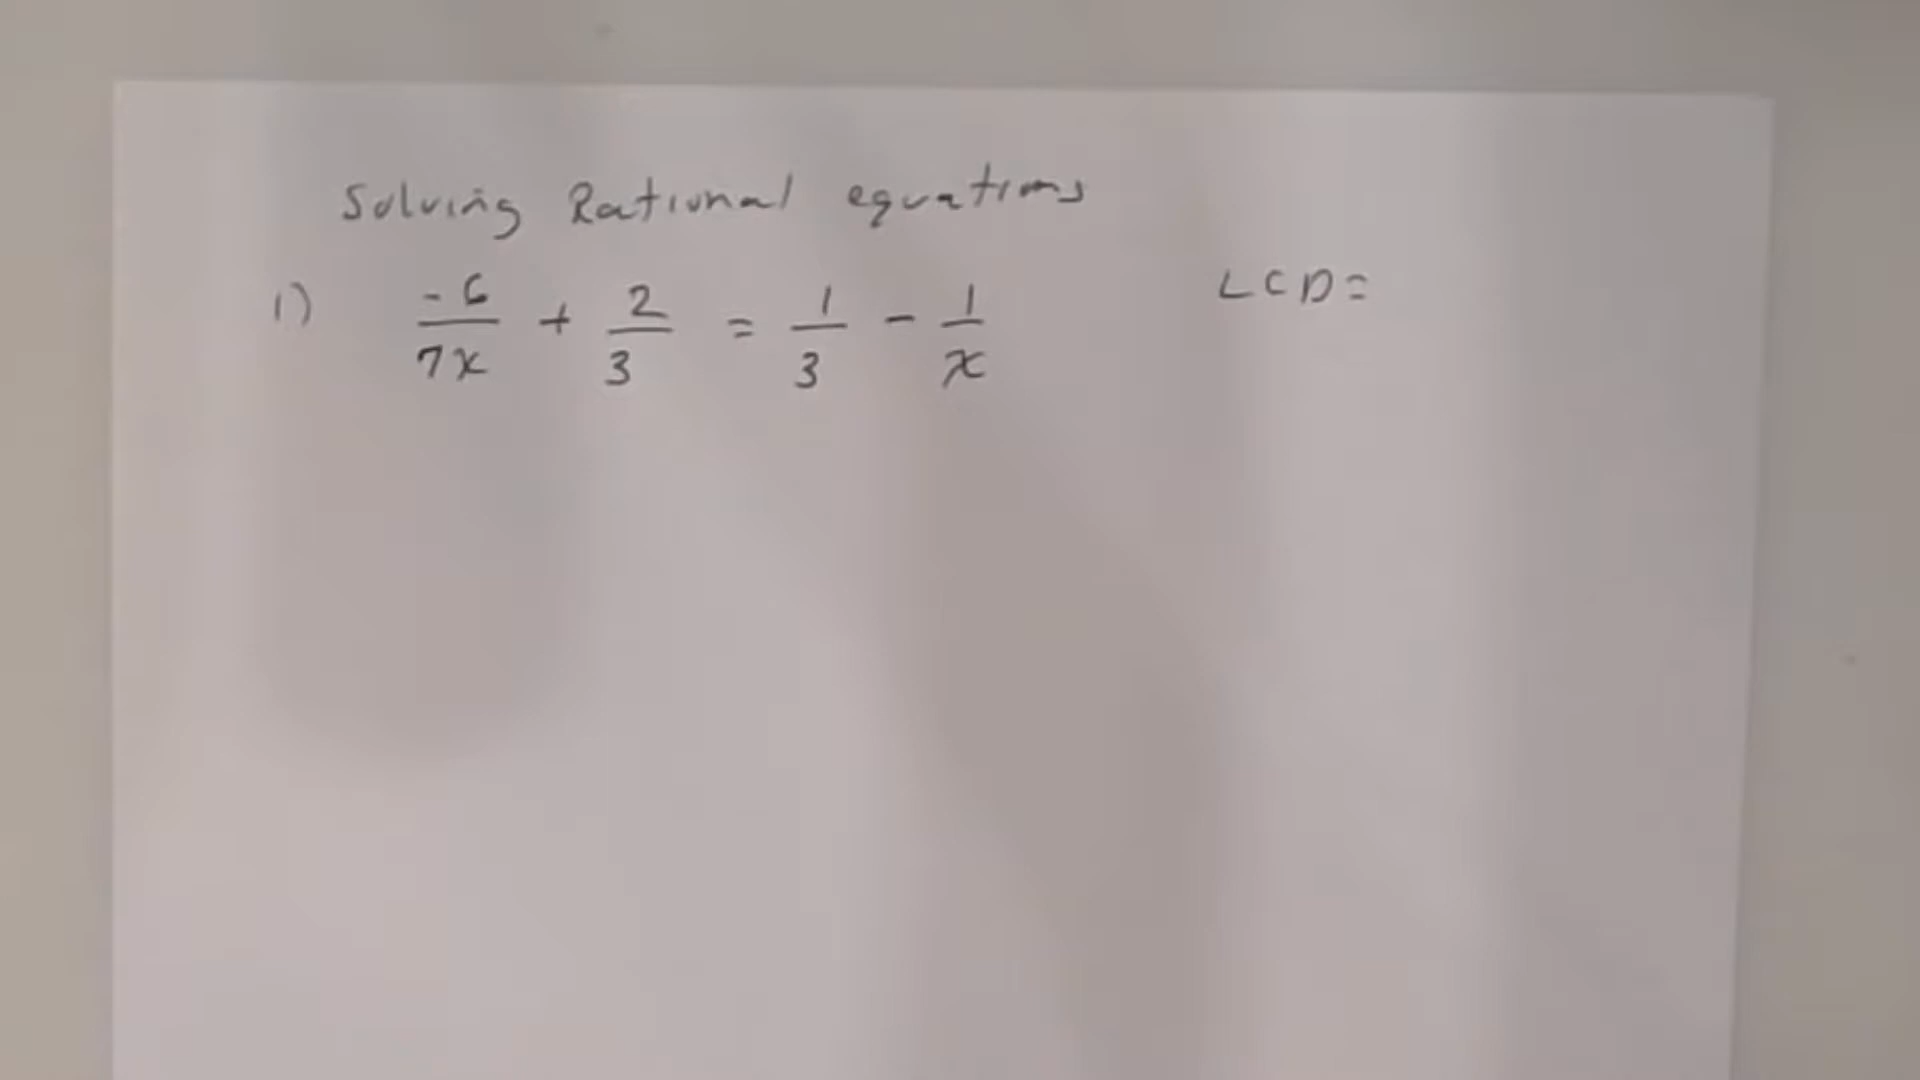 Solving Rational equations
1) -6/7x + 2/3 = 1/3 - 1/x LCD=